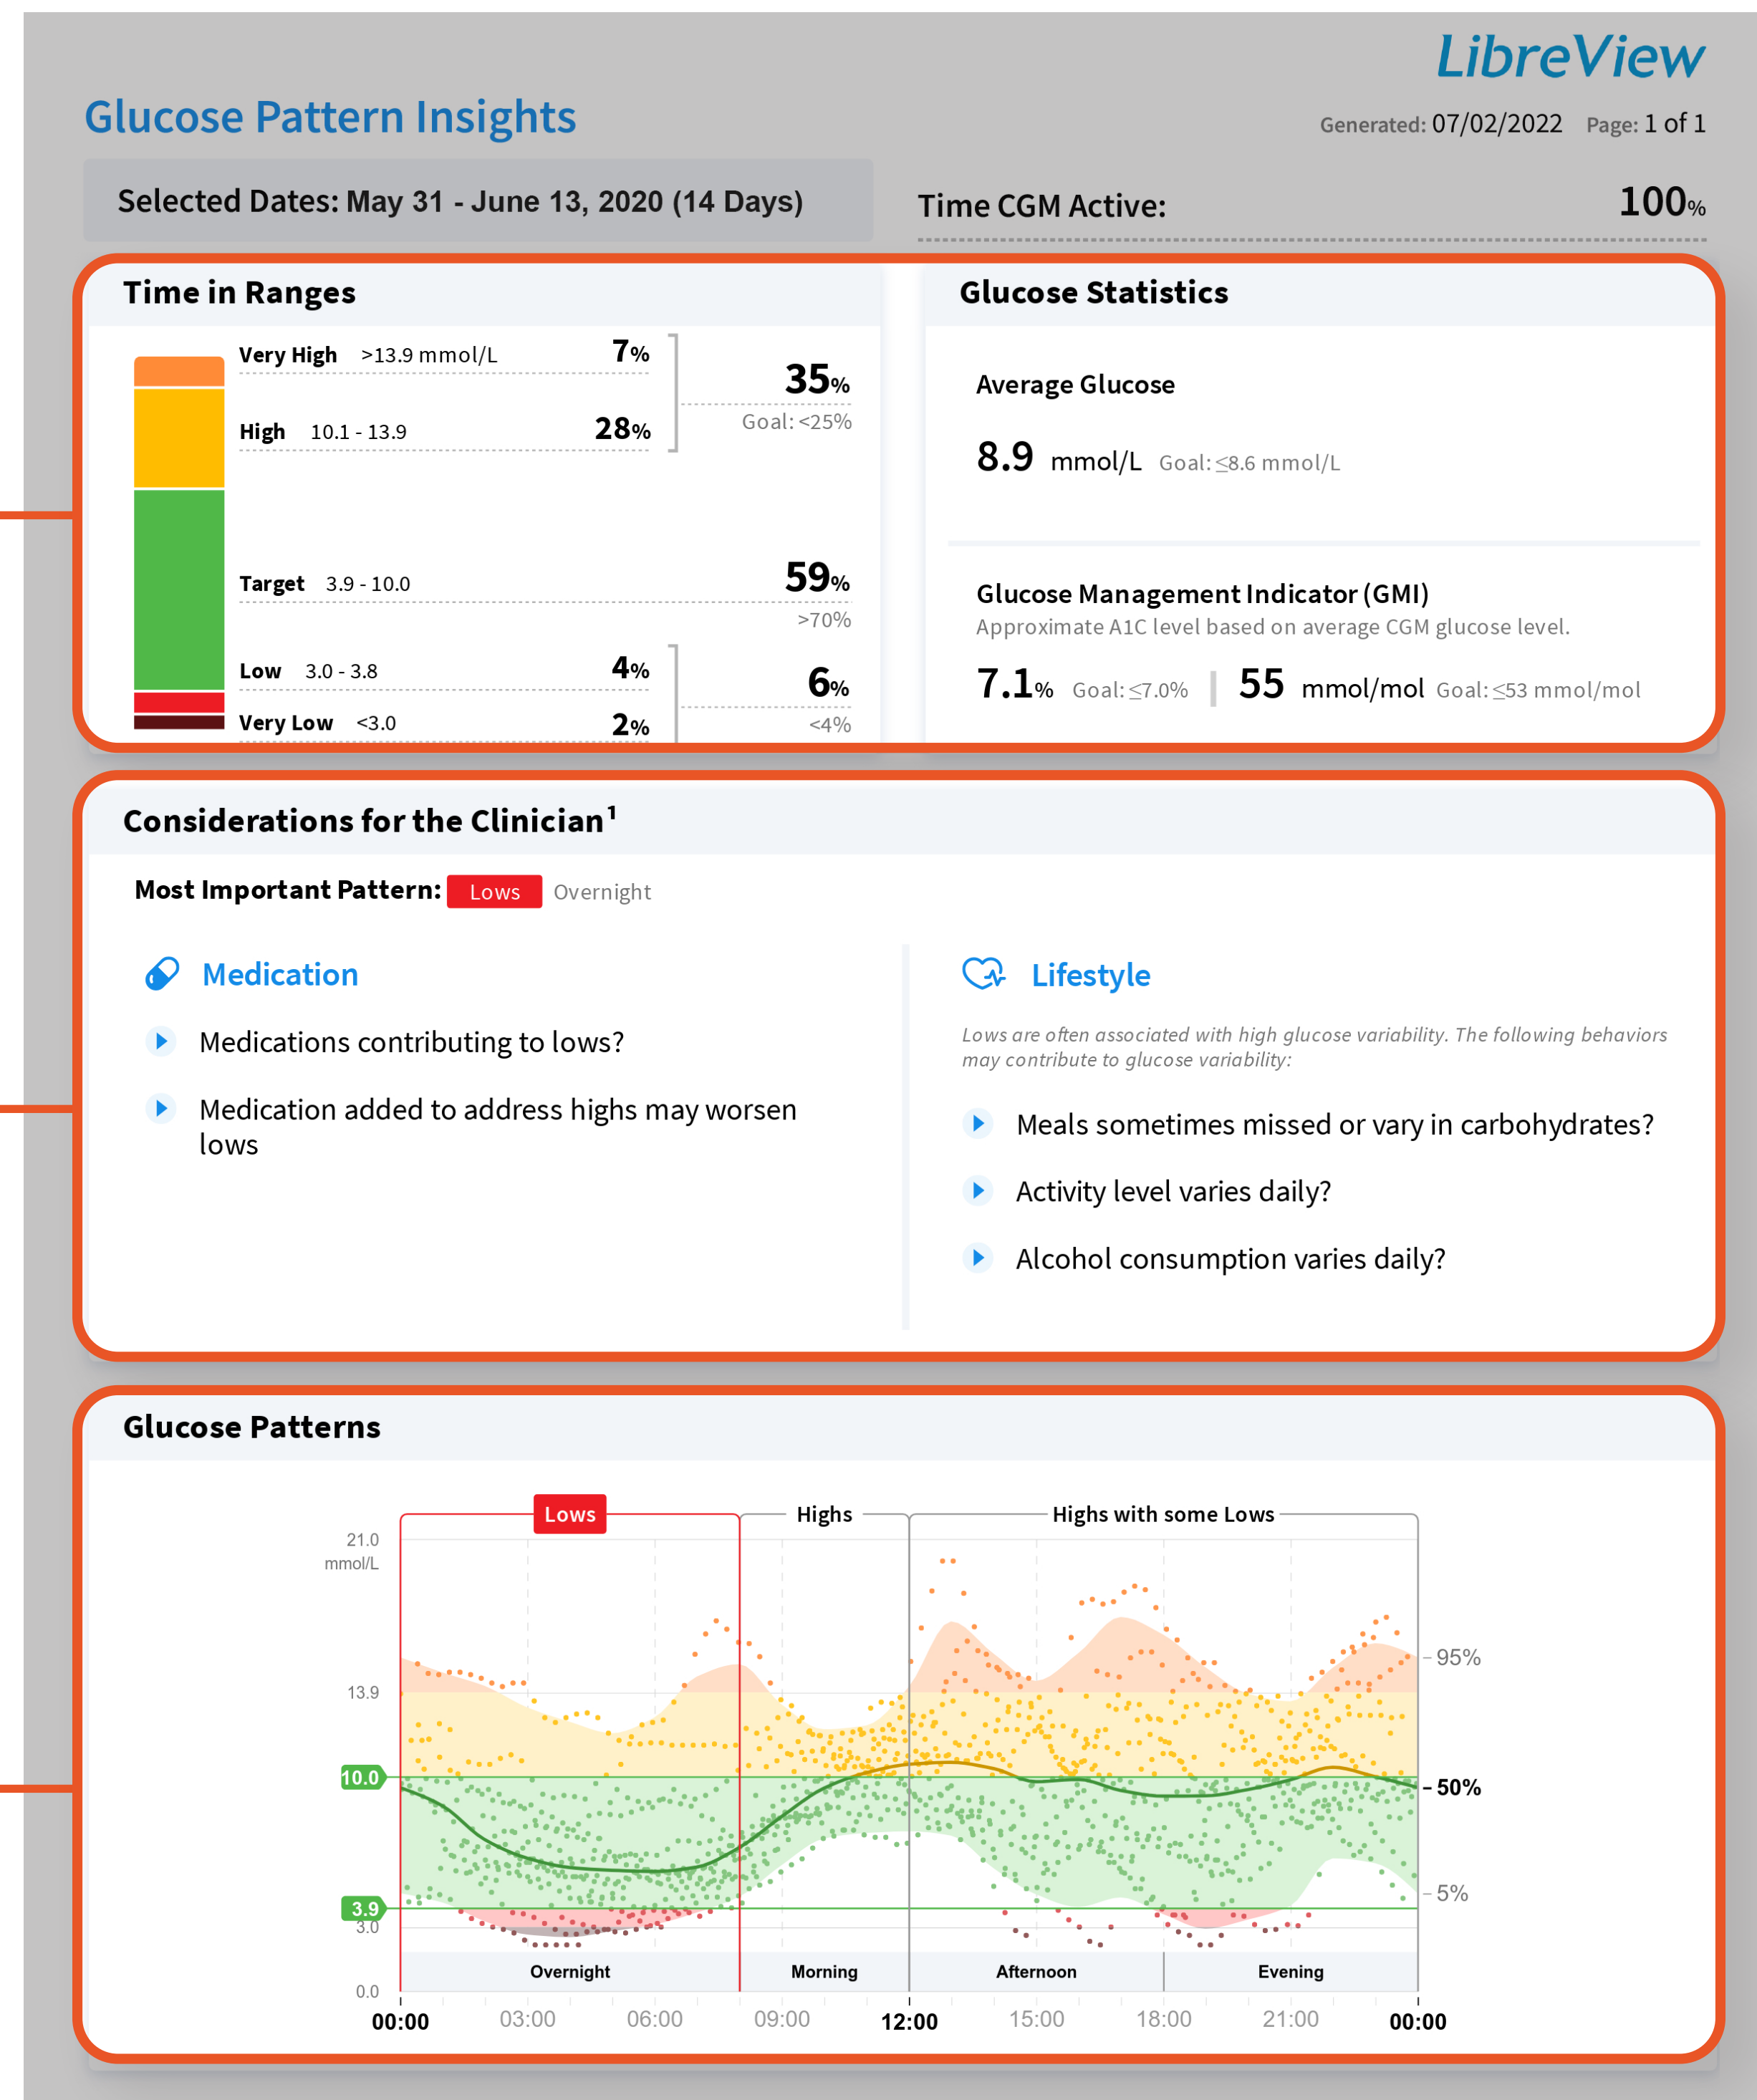 LibreView
Glucose Pattern Insights
Generated: 07/02/2022 Page: 1 of 1
Selected Dates: May 31 - June 13, 2020 (14 Days)
Time CGM Active: 100%
Time in Ranges
Very High >13.9 mmol/L 7%
35%
Goal: <25%
High 10.1 - 13.9 28%
Target 3.9 - 10.0 59%
>70%
Low 3.0 - 3.8 4%
6%
<4%
Very Low <3.0 2%
Glucose Statistics
Average Glucose
8.9 mmol/L Goal: ≤8.6 mmol/L
Glucose Management Indicator (GMI)
Approximate A1C level based on average CGM glucose level.
7.1% Goal: ≤7.0% | 55 mmol/mol Goal: ≤53 mmol/mol
Considerations for the Clinician¹
Most Important Pattern: Lows Overnight
Medication
Medications contributing to lows?
Medication added to address highs may worsen
lows
Lifestyle
Lows are often associated with high glucose variability. The following behaviors
may contribute to glucose variability:
Meals sometimes missed or vary in carbohydrates?
Activity level varies daily?
Alcohol consumption varies daily?
Glucose Patterns
Lows Highs Highs with some Lows
21.0
mmol/L
95%
13.9
10.0
50%
5%
3.9
3.0
Overnight Morning Afternoon Evening
0.0
00:00 03:00 06:00 09:00 12:00 15:00 18:00 21:00 00:00